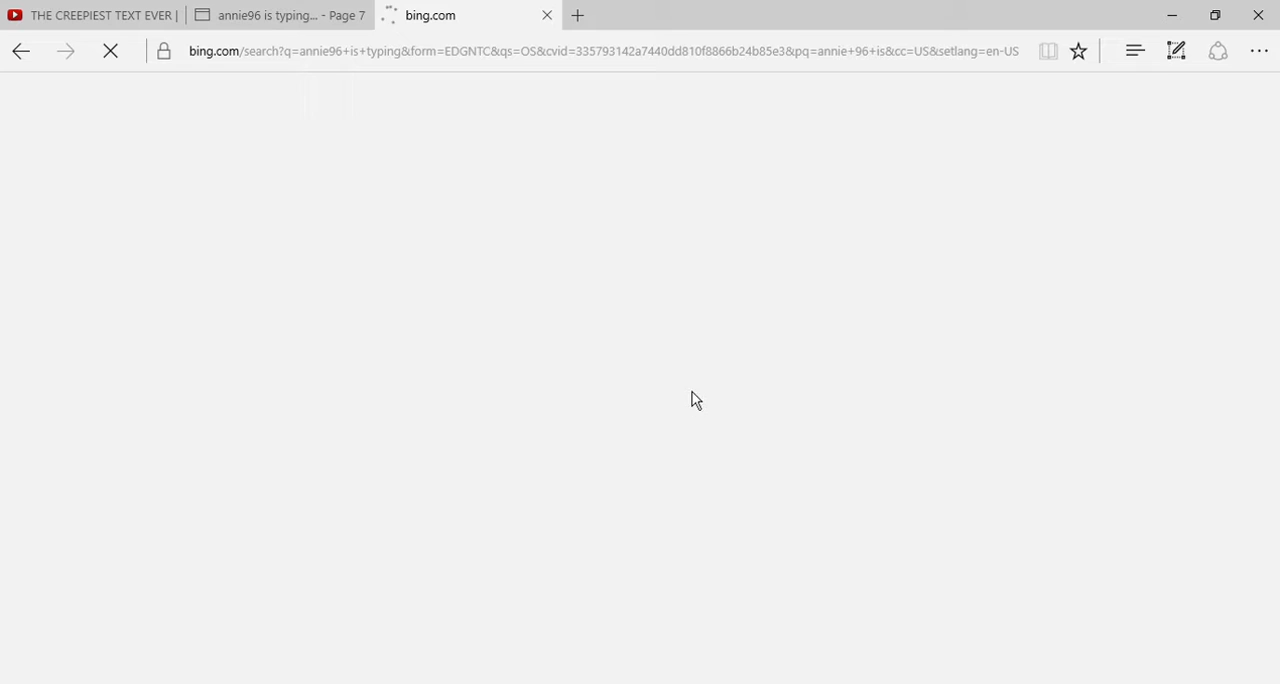 THE CREEPIEST TEXT EVER |
annie96 is typing... - Page 7
bing.com
bing.com/search?q=annie96+is+typing&form=EDGNTC&qs=OS&cvid=335793142a7440dd810f8866b24b85e3&pq=annie+96+is&cc=US&setlang=en-US